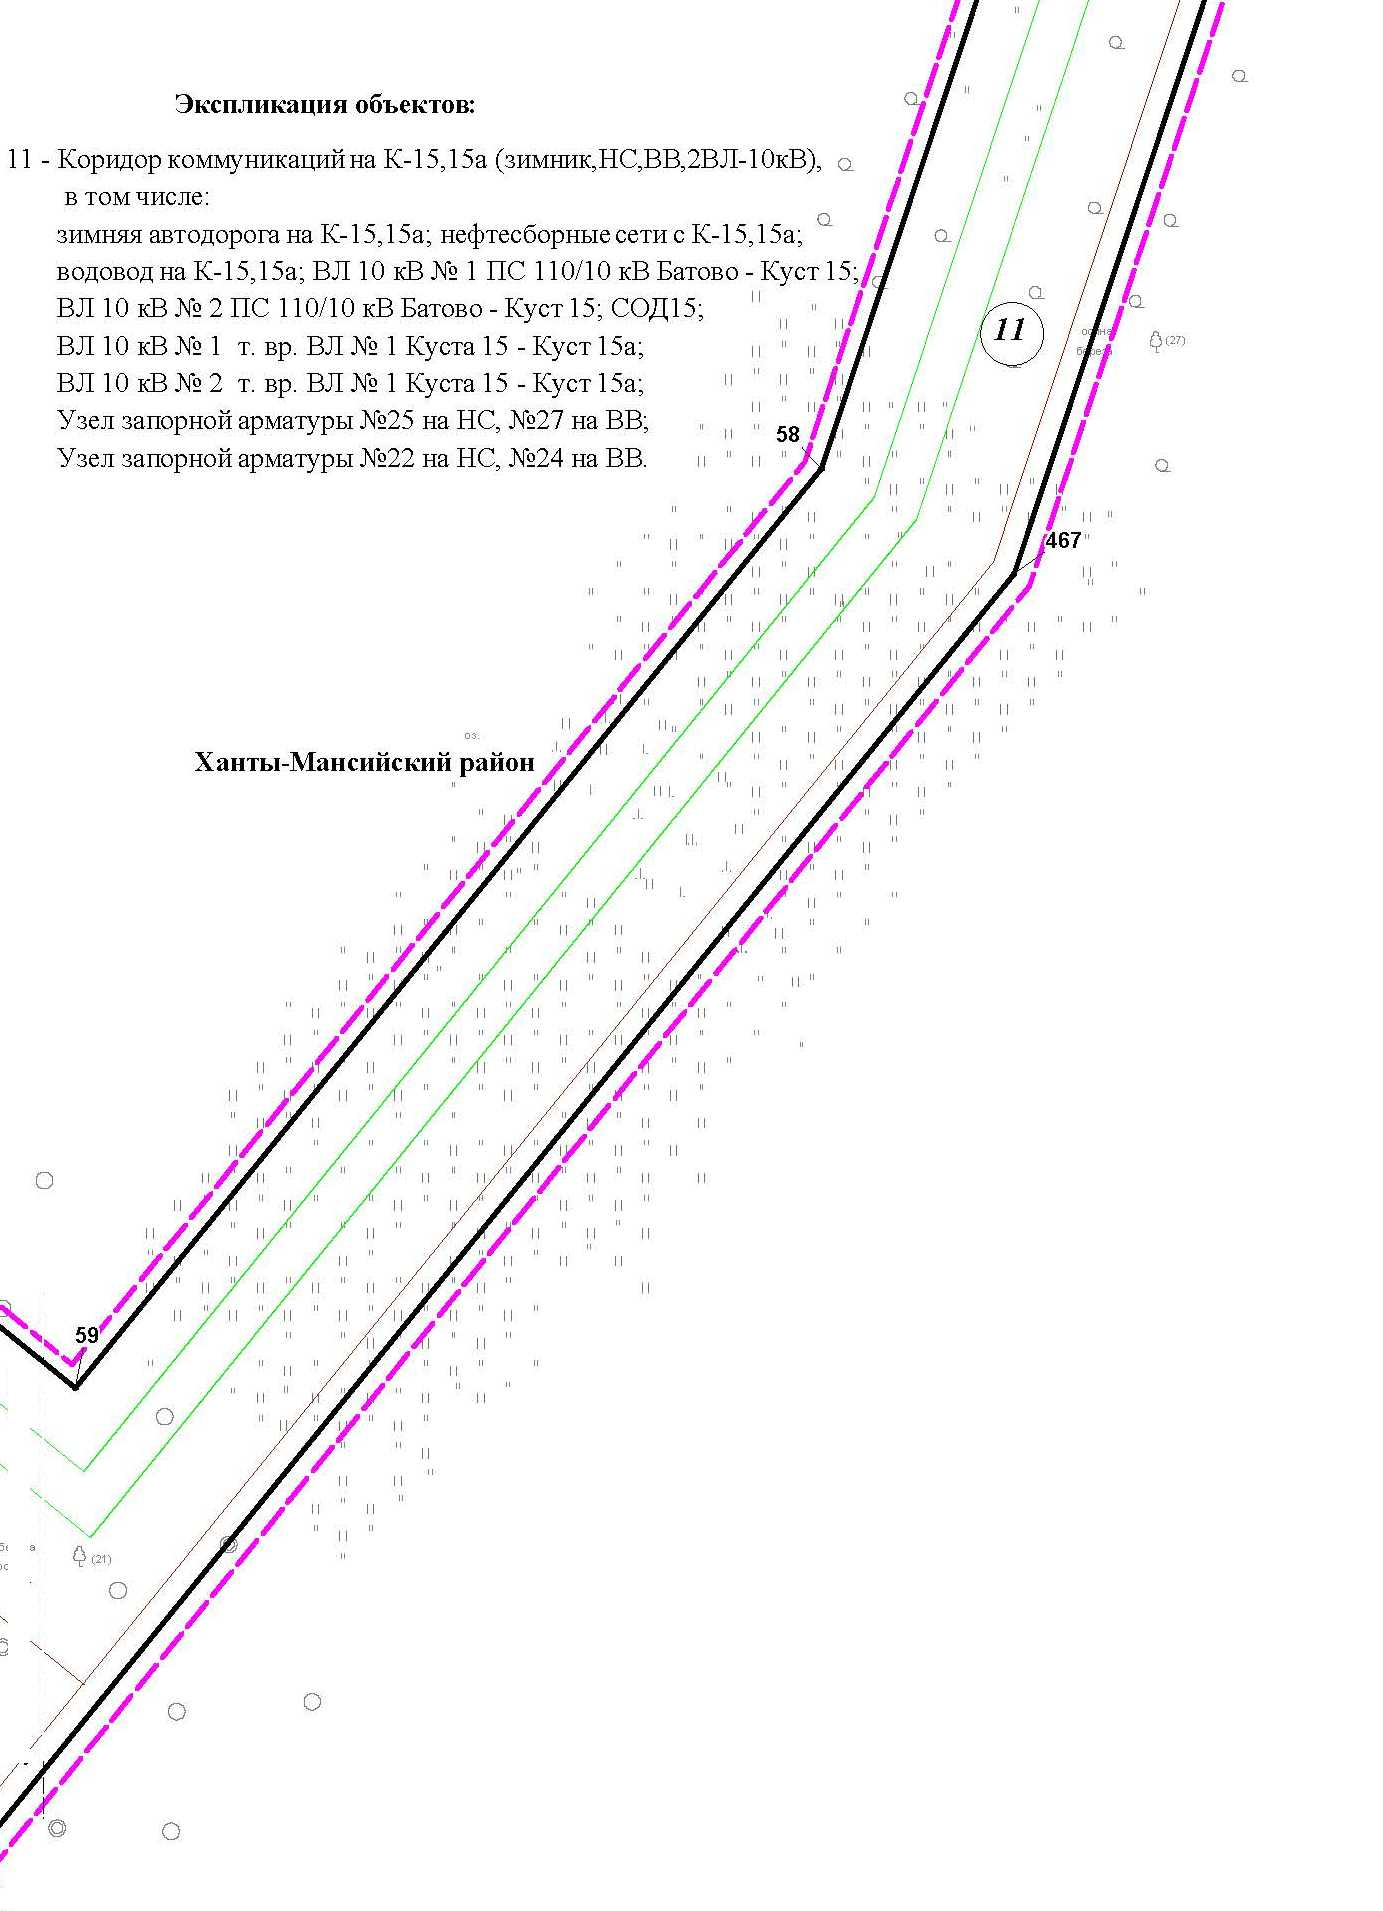 Экспликация объектов:
11 - Коридор коммуникаций на К-15,15а (зимник,НС,ВВ,2ВЛ-10кВ),
в том числе:
зимняя автодорога на К-15,15а; нефтесборные сети с К-15,15а;
водовод на К-15,15а; ВЛ 10 кВ № 1 ПС 110/10 кВ Батово - Куст 15;
ВЛ 10 кВ № 2 ПС 110/10 кВ Батово - Куст 15; СОД15;
ВЛ 10 кВ № 1 т. вр. ВЛ № 1 Куста 15 - Куст 15а;
ВЛ 10 кВ № 2 т. вр. ВЛ № 1 Куста 15 - Куст 15а;
Узел запорной арматуры №25 на НС, №27 на ВВ;
Узел запорной арматуры №22 на НС, №24 на ВВ.
11
осина
береза
(27)
58
467
оз.
Ханты-Мансийский район
59
(21)